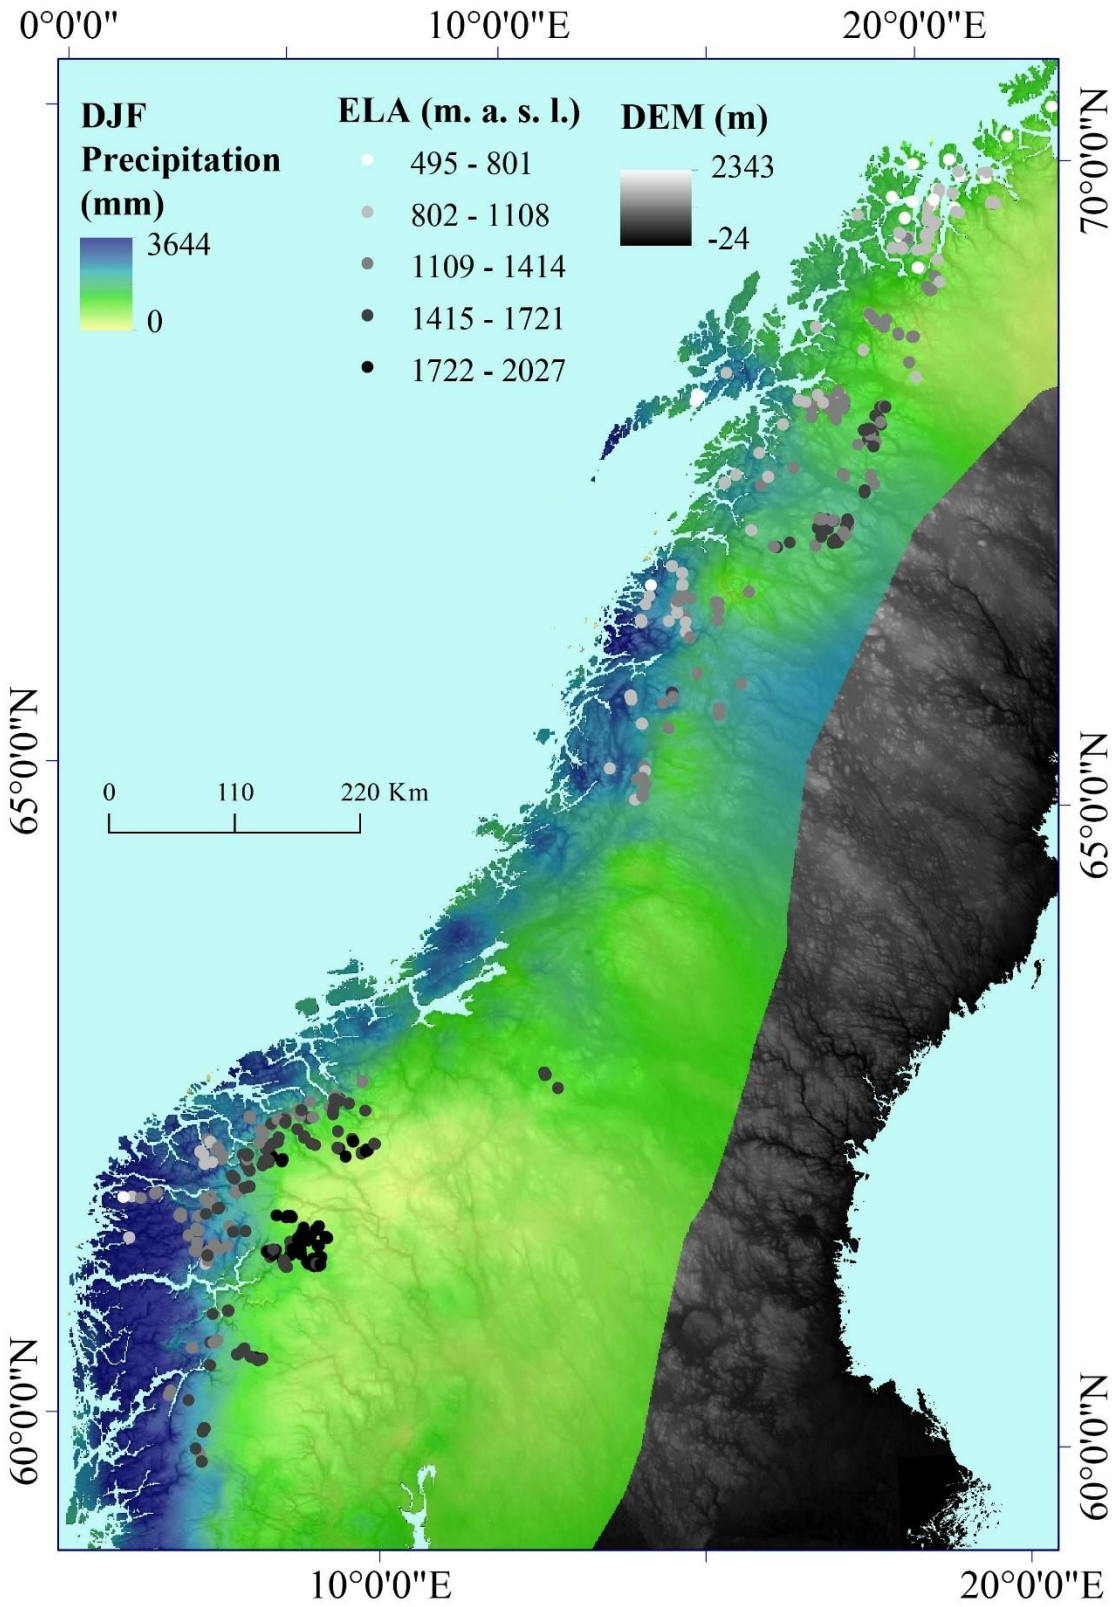 0°0'0"
10°0'0"E
20°0'0"E
DJF
Precipitation
(mm)
3644
0
ELA (m. a. s. l.)
495 - 801
802 - 1108
1109 - 1414
1415 - 1721
1722 - 2027
DEM (m)
2343
-24
70°0'0"N
65°0'0"N
65°0'0"N
0
110
220 Km
60°0'0"N
60°0'0"N
10°0'0"E
20°0'0"E